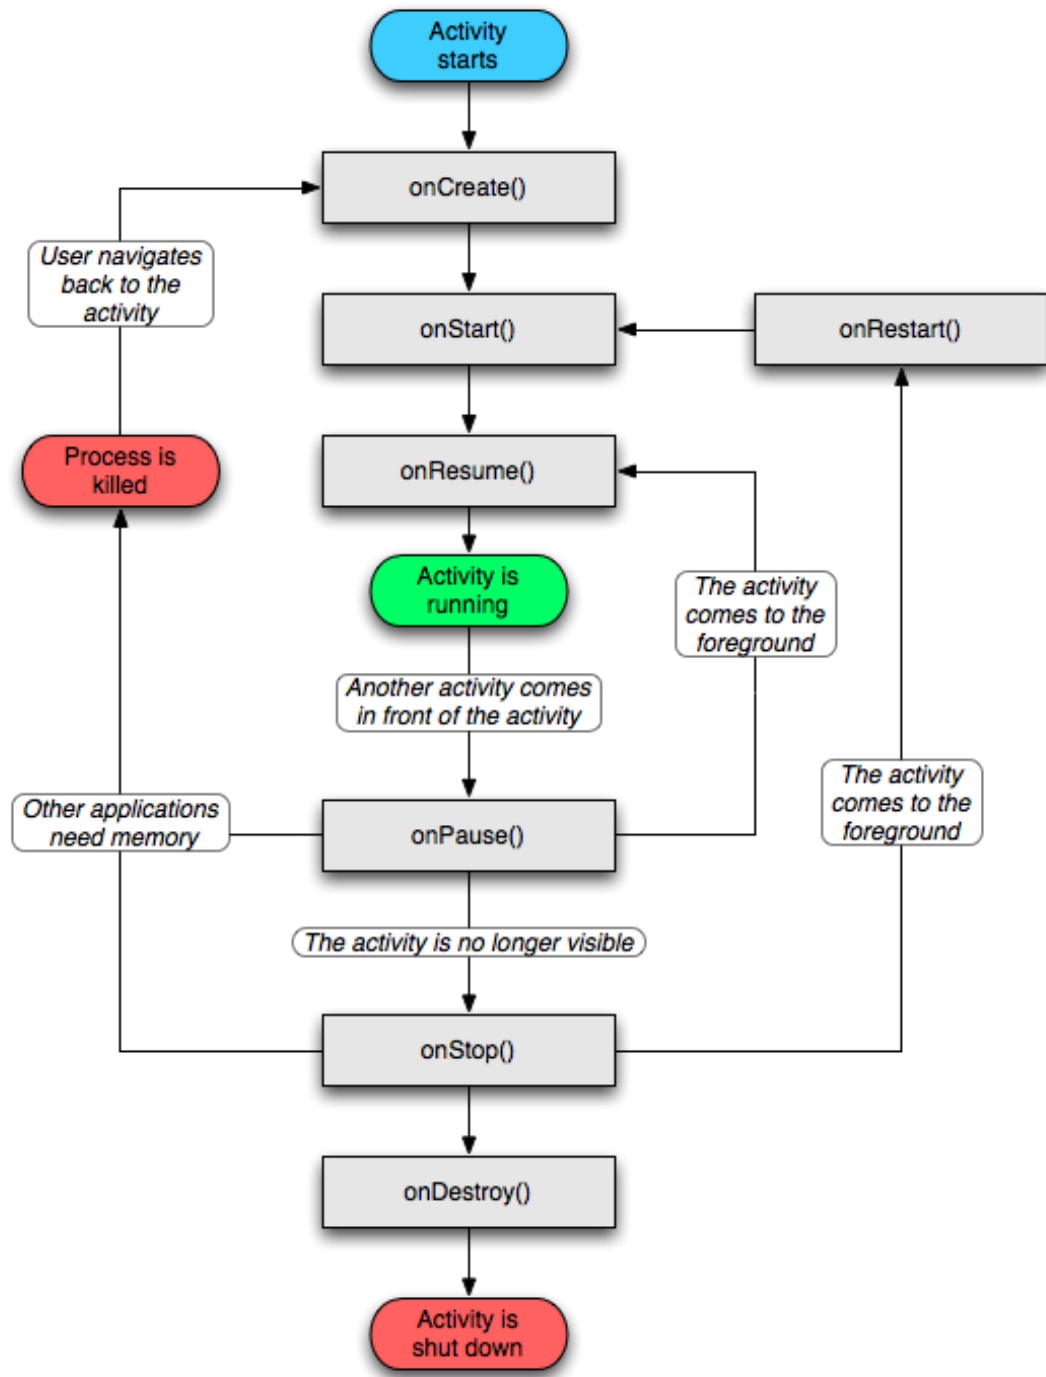 Activity
starts
onCreate()
User navigates
back to the
activity
onStart()
onRestart()
Process is
killed
onResume()
Activity is
running
The activity
comes to the
foreground
Another activity comes
in front of the activity
The activity
comes to the
foreground
Other applications
need memory
onPause()
The activity is no longer visible
onStop()
onDestroy()
Activity is
shut down